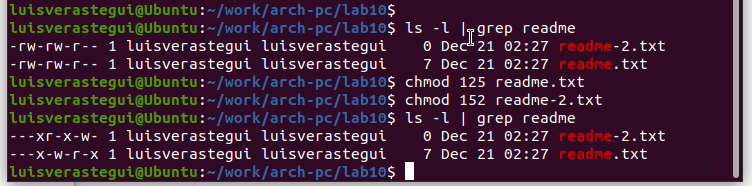 luisverastegui@Ubuntu:~/work/arch-pc/lab10$
luisverastegui@Ubuntu:~/work/arch-pc/lab10$ ls -l | grep readme
-rw-rw-r-- 1 luisverastegui luisverastegui   0 Dec 21 02:27 readme-2.txt
-rw-rw-r-- 1 luisverastegui luisverastegui   7 Dec 21 02:27 readme.txt
luisverastegui@Ubuntu:~/work/arch-pc/lab10$ chmod 125 readme.txt
luisverastegui@Ubuntu:~/work/arch-pc/lab10$ chmod 152 readme-2.txt
luisverastegui@Ubuntu:~/work/arch-pc/lab10$ ls -l | grep readme
---xr-x-w- 1 luisverastegui luisverastegui   0 Dec 21 02:27 readme-2.txt
---x-w-r-x 1 luisverastegui luisverastegui   7 Dec 21 02:27 readme.txt
luisverastegui@Ubuntu:~/work/arch-pc/lab10$